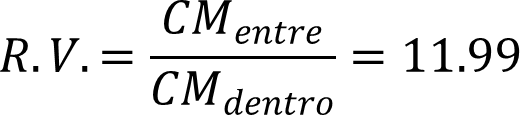 R.V. = CM_entre / CM_dentro = 11.99